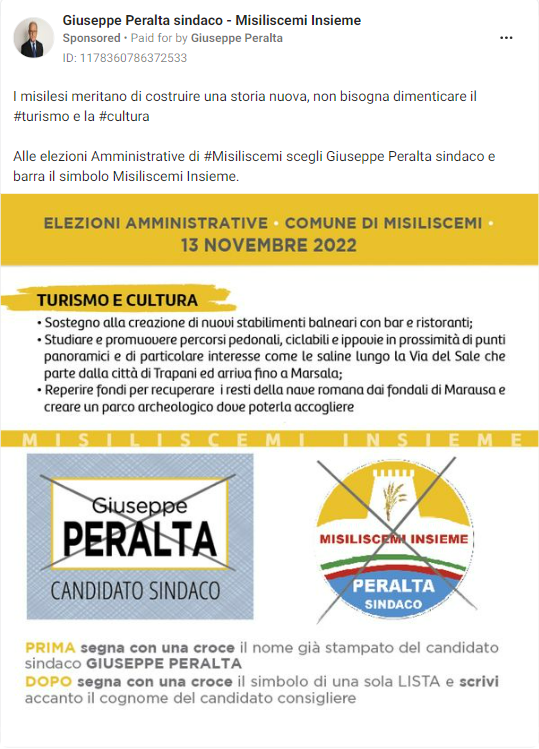 Giuseppe Peralta sindaco - Misiliscemi Insieme
Sponsored • Paid for by Giuseppe Peralta
ID: 1178360786372533
I misilesi meritano di costruire una storia nuova, non bisogna dimenticare il
#turismo e la #cultura
Alle elezioni Amministrative di #Misiliscemi scegli Giuseppe Peralta sindaco e
barra il simbolo Misiliscemi Insieme.
ELEZIONI AMMINISTRATIVE • COMUNE DI MISILISCEMI •
13 NOVEMBRE 2022
TURISMO E CULTURA
• Sostegno alla creazione di nuovi stabilimenti balneari con bar e ristoranti;
• Studiare e promuovere percorsi pedonali, ciclabili e ippovie in prossimità di punti
panoramici e di particolare interesse come le saline lungo la Via del Sale che
parte dalla città di Trapani ed arriva fino a Marsala;
• Reperire fondi per recuperare i resti della nave romana dai fondali di Marausa e
creare un parco archeologico dove poterla accogliere
MISILISCEMI INSIEME
Giuseppe
PERALTA
CANDIDATO SINDACO
MISILISCEMI INSIEME
PERALTA
SINDACO
PRIMA segna con una croce il nome già stampato del candidato
sindaco GIUSEPPE PERALTA
DOPO segna con una croce il simbolo di una sola LISTA e scrivi
accanto il cognome del candidato consigliere